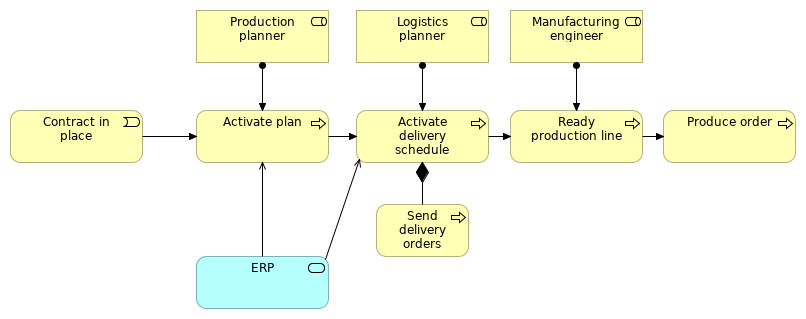 Production
planner
Logistics
planner
Manufacturing
engineer
Contract in
place
Activate plan
Activate
delivery
schedule
Ready
production line
Produce order
Send
delivery
orders
ERP